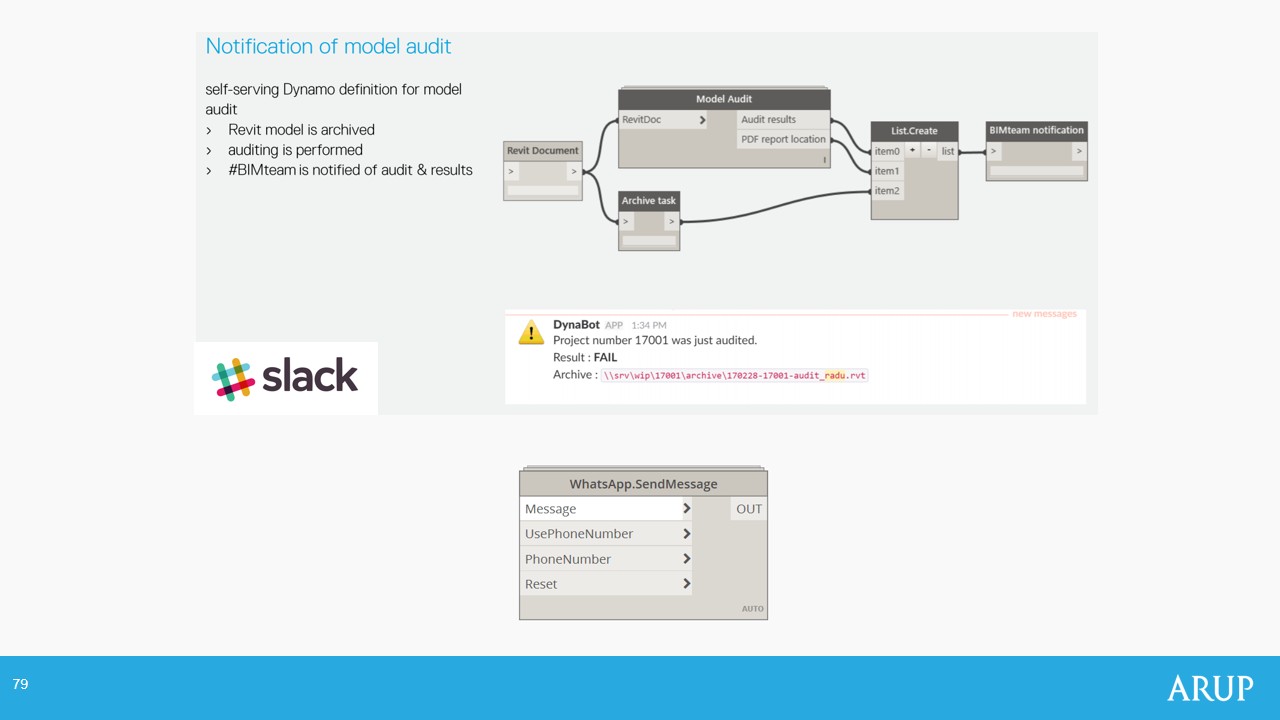 Notification of model audit
self-serving Dynamo definition for model
audit
› Revit model is archived
› auditing is performed
› #BIMteam is notified of audit & results
Revit Document
> >
Model Audit
RevitDoc > Audit results
PDF report location
I
Archive task
> >
List.Create
item0 + - list
item1
item2
BIMteam notification
> >
slack
new messages
DynaBot APP 1:34 PM
Project number 17001 was just audited.
Result : FAIL
Archive : \\srv\wip\17001\archive\170228-17001-audit_radu.rvt
WhatsApp.SendMessage
Message > OUT
UsePhoneNumber >
PhoneNumber >
Reset >
AUTO
79
ARUP